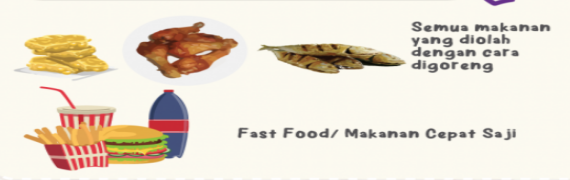 Semua makanan
yang diolah
dengan cara
digoreng
Fast Food/ Makanan Cepat Saji